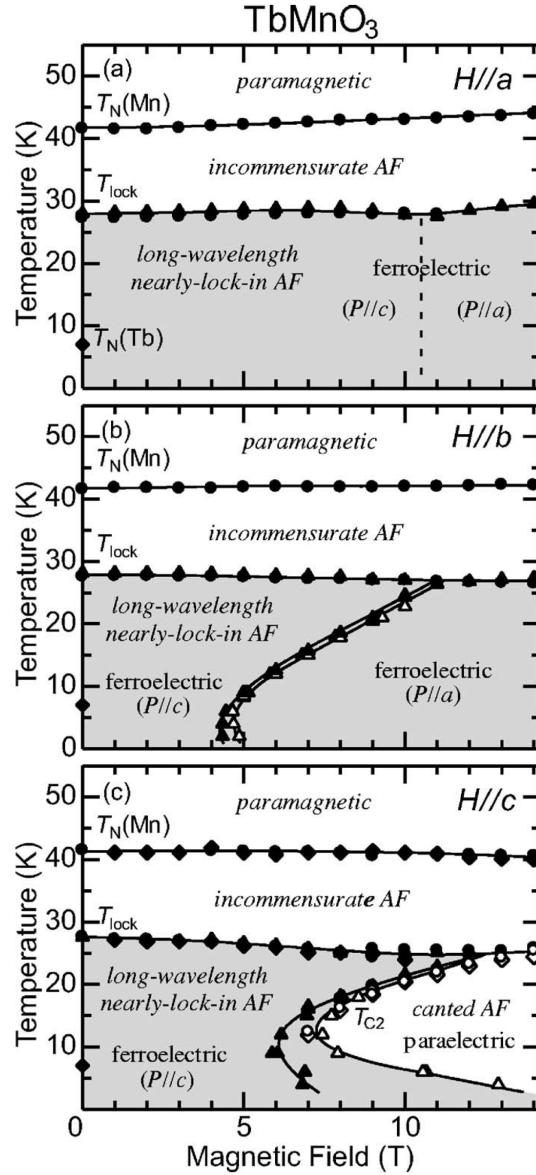 TbMnO3
(a)
paramagnetic
H//a
TN(Mn)
incommensurate AF
Tlock
long-wavelength
nearly-lock-in AF
ferroelectric
(P//c)
(P//a)
TN(Tb)
50
40
30
20
10
0
Temperature (K)
(b)
H//b
paramagnetic
TN(Mn)
incommensurate AF
Tlock
long-wavelength
nearly-lock-in AF
ferroelectric
(P//c)
ferroelectric
(P//a)
50
40
30
20
10
0
Temperature (K)
(c)
H//c
paramagnetic
TN(Mn)
incommensurate AF
Tlock
long-wavelength
nearly-lock-in AF
TC2
canted AF
paraelectric
ferroelectric
(P//c)
50
40
30
20
10
Temperature (K)
0 5 10
Magnetic Field (T)